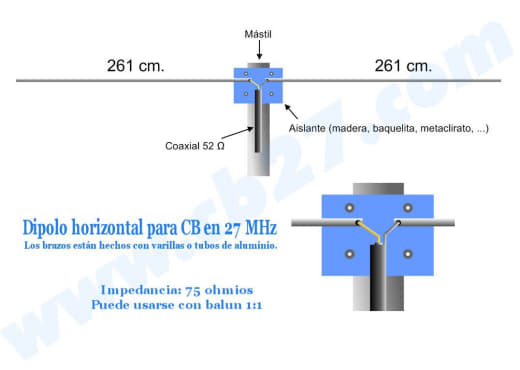 Mástil
261 cm.
261 cm.
Aislante (madera, baquelita, metaclirato, ...)
Coaxial 52 Ω
Dipolo horizontal para CB en 27 MHz
Los brazos están hechos con varillas o tubos de aluminio.
Impedancia: 75 ohmios
Puede usarse con balun 1:1
www.cb27.com